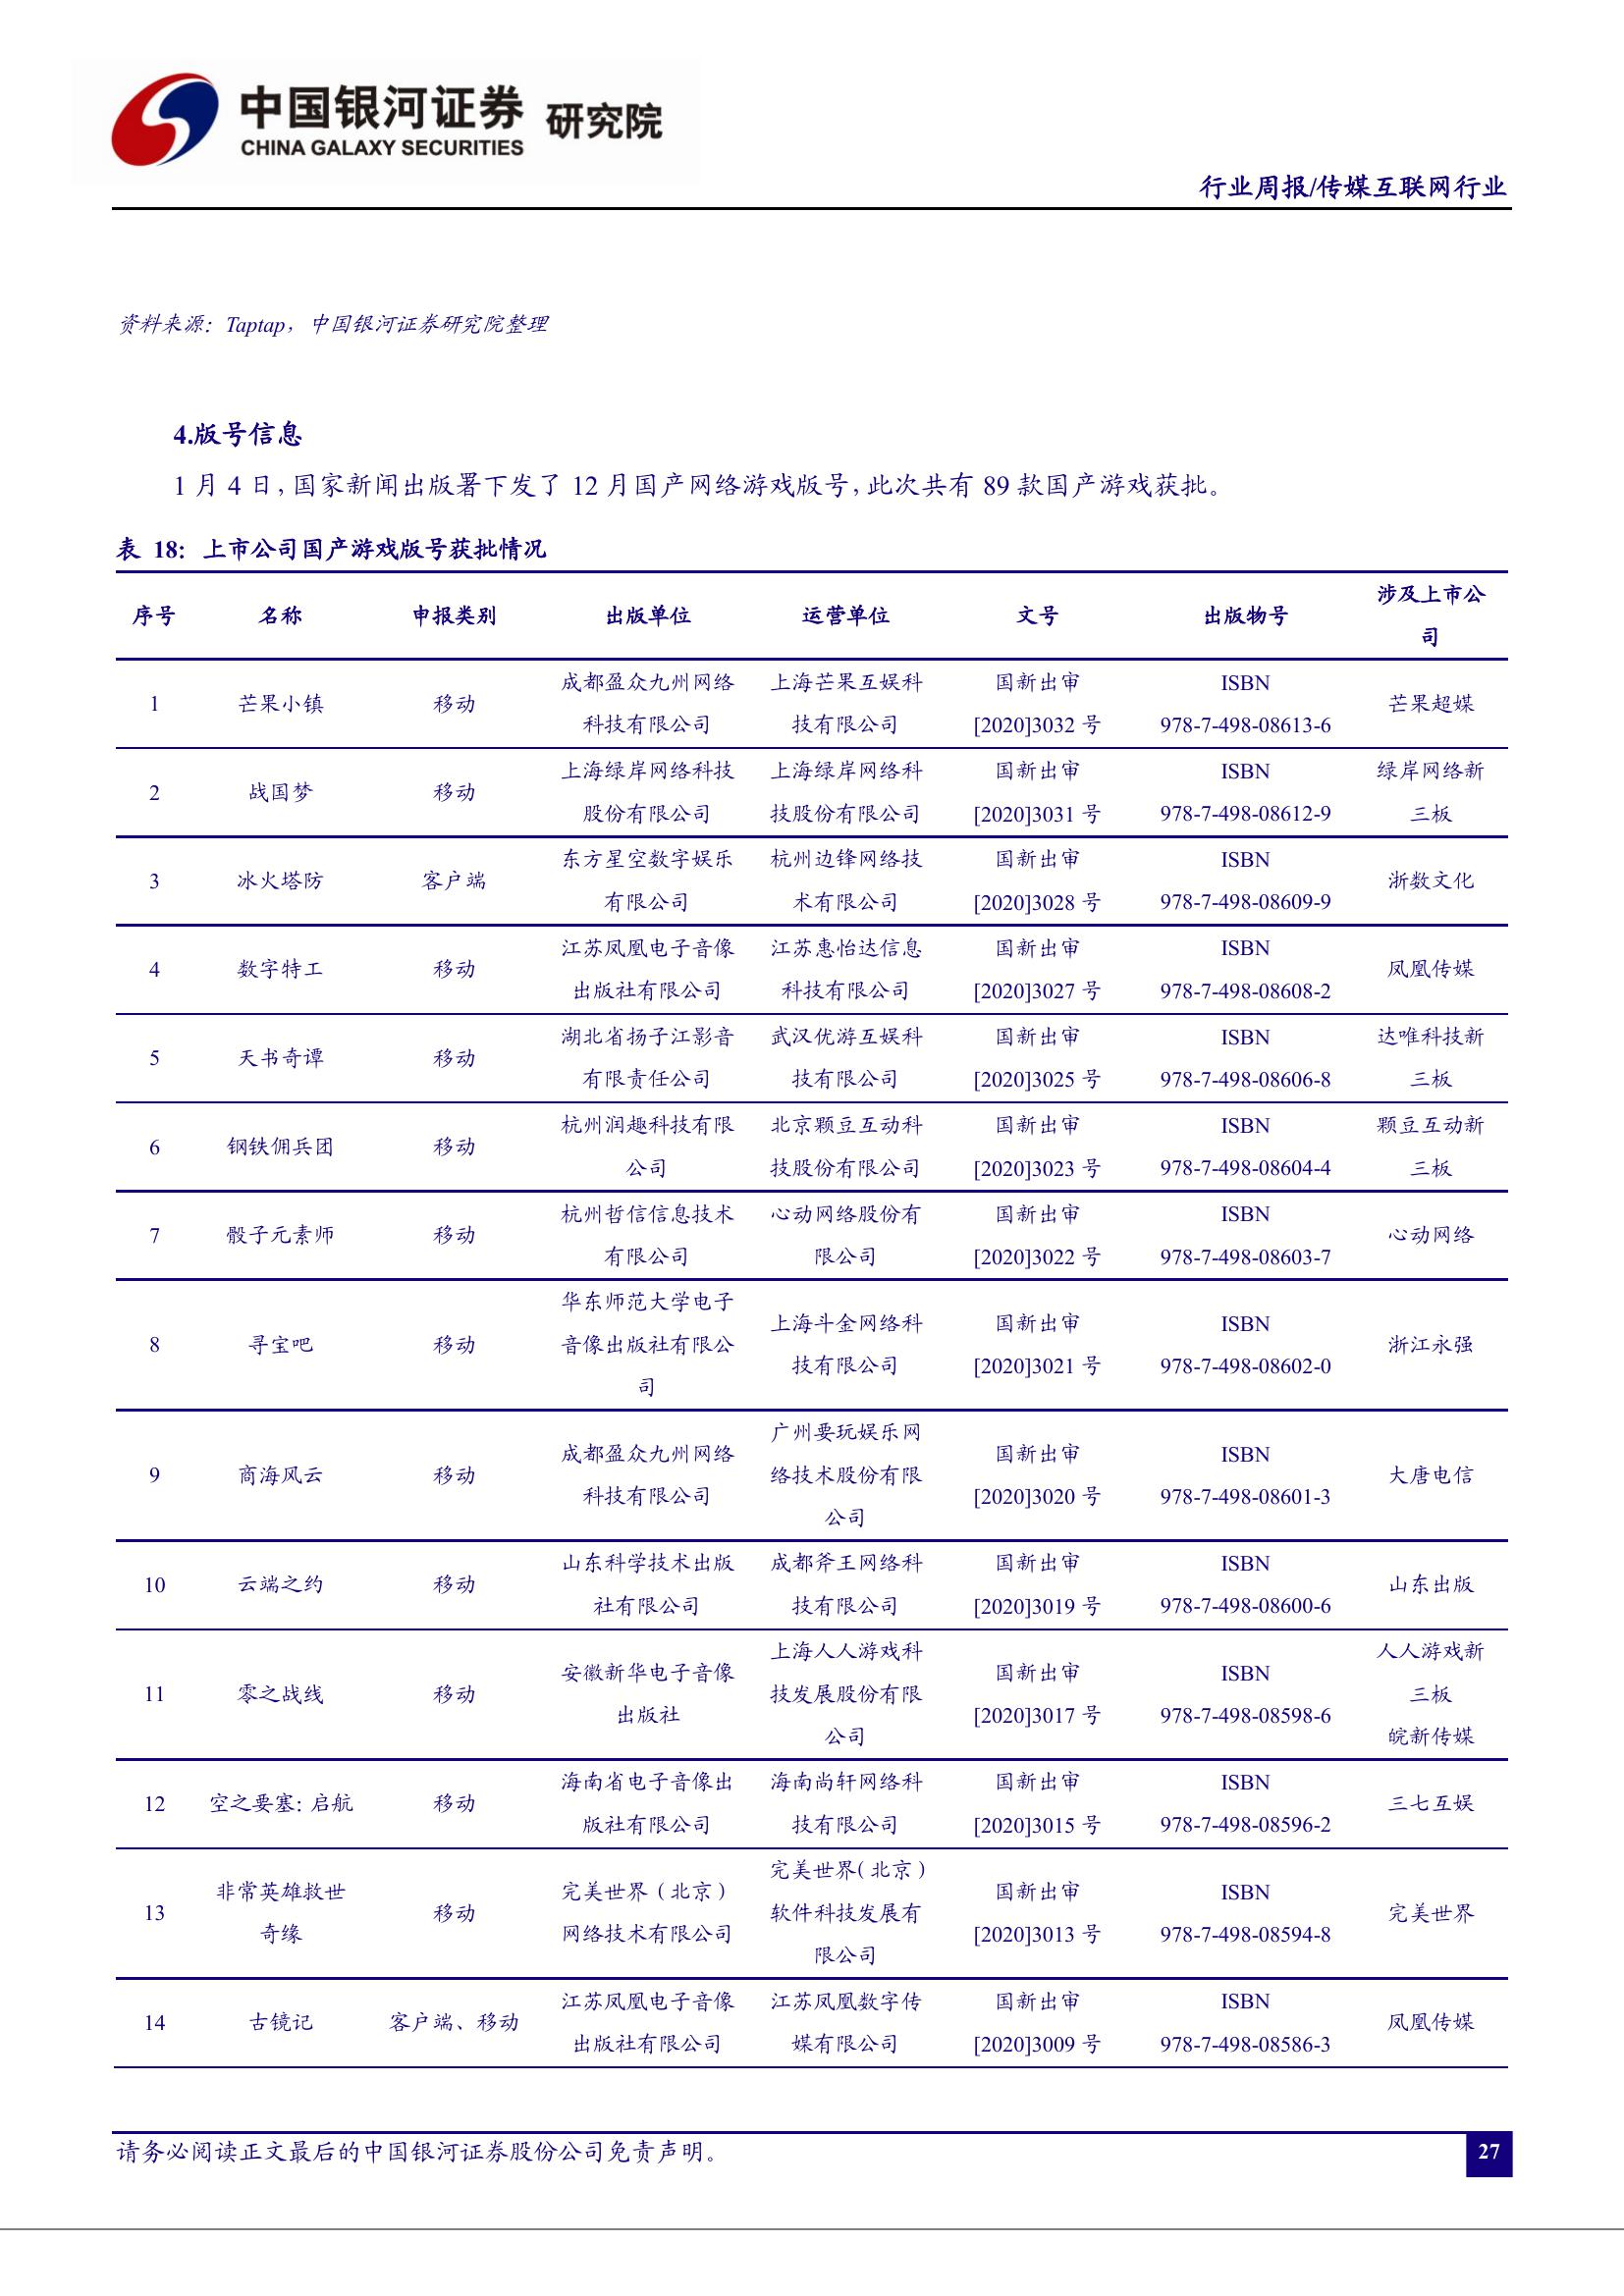 中国银河证券 研究院
CHINA GALAXY SECURITIES
行业周报/传媒互联网行业
资料来源：Taptap，中国银河证券研究院整理
4.版号信息
1 月 4 日，国家新闻出版署下发了 12 月国产网络游戏版号，此次共有 89 款国产游戏获批。
表 18：上市公司国产游戏版号获批情况
序号 名称 申报类别 出版单位 运营单位 文号 出版物号 涉及上市公
司
1 芒果小镇 移动 成都盈众九州网络 上海芒果互娱科 国新出审 ISBN 芒果超媒
科技有限公司 技有限公司 [2020]3032 号 978-7-498-08613-6
2 战国梦 移动 上海绿岸网络科技 上海绿岸网络科 国新出审 ISBN 绿岸网络新
股份有限公司 技股份有限公司 [2020]3031 号 978-7-498-08612-9 三板
3 冰火塔防 客户端 东方星空数字娱乐 杭州边锋网络技 国新出审 ISBN 浙数文化
有限公司 术有限公司 [2020]3028 号 978-7-498-08609-9
4 数字特工 移动 江苏凤凰电子音像 江苏惠怡达信息 国新出审 ISBN 凤凰传媒
出版社有限公司 科技有限公司 [2020]3027 号 978-7-498-08608-2
5 天书奇谭 移动 湖北省扬子江影音 武汉优游互娱科 国新出审 ISBN 达唯科技新
有限责任公司 技有限公司 [2020]3025 号 978-7-498-08606-8 三板
6 钢铁佣兵团 移动 杭州润趣科技有限 北京颗豆互动科 国新出审 ISBN 颗豆互动新
公司 技股份有限公司 [2020]3023 号 978-7-498-08604-4 三板
7 骰子元素师 移动 杭州哲信信息技术 心动网络股份有 国新出审 ISBN 心动网络
有限公司 限公司 [2020]3022 号 978-7-498-08603-7
8 寻宝吧 移动 华东师范大学电子 上海斗金网络科 国新出审 ISBN 浙江永强
音像出版社有限公 技有限公司 [2020]3021 号 978-7-498-08602-0
司
9 商海风云 移动 成都盈众九州网络 广州要玩娱乐网 国新出审 ISBN 大唐电信
科技有限公司 络技术股份有限 [2020]3020 号 978-7-498-08601-3
公司
10 云端之约 移动 山东科学技术出版 成都斧王网络科 国新出审 ISBN 山东出版
社有限公司 技有限公司 [2020]3019 号 978-7-498-08600-6
11 零之战线 移动 安徽新华电子音像 上海人人游戏科 国新出审 ISBN 人人游戏新
出版社 技发展股份有限 [2020]3017 号 978-7-498-08598-6 三板
公司 皖新传媒
12 空之要塞：启航 移动 海南省电子音像出 海南尚轩网络科 国新出审 ISBN 三七互娱
版社有限公司 技有限公司 [2020]3015 号 978-7-498-08596-2
13 非常英雄救世 移动 完美世界（北京） 完美世界（北京） 国新出审 ISBN 完美世界
奇缘 网络技术有限公司 软件科技发展有 [2020]3013 号 978-7-498-08594-8
限公司
14 古镜记 客户端、移动 江苏凤凰电子音像 江苏凤凰数字传 国新出审 ISBN 凤凰传媒
出版社有限公司 媒有限公司 [2020]3009 号 978-7-498-08586-3
请务必阅读正文最后的中国银河证券股份公司免责声明。
27